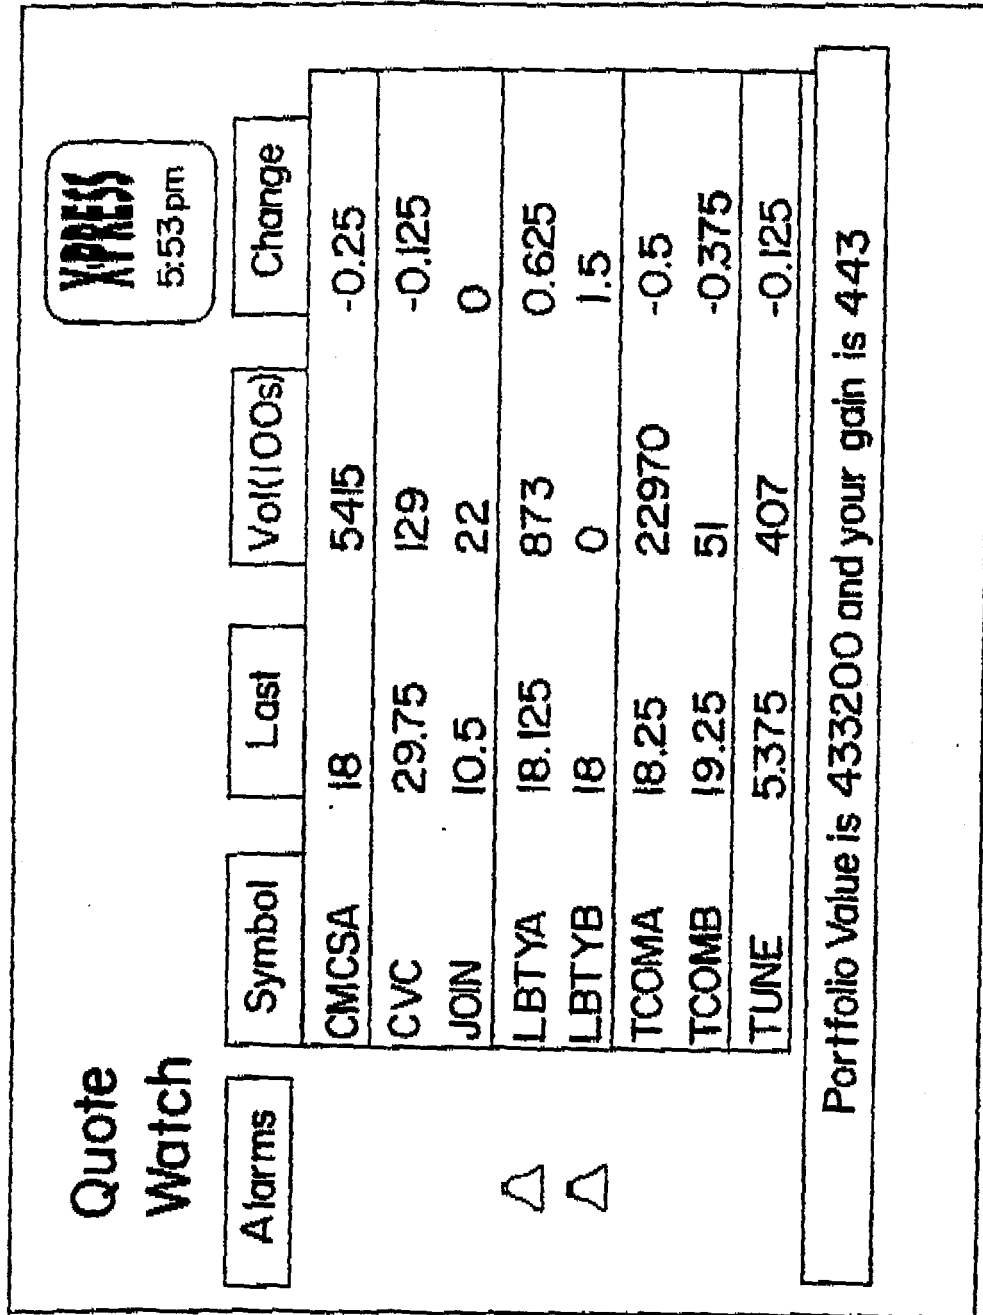 Quote
Watch
XPRESS
5:53pm
Alarms Symbol Last Vol(100s) Change
CMCSA 18 5415 -0.25
CVC 29.75 129 -0.125
JOIN 10.5 22 0
LBTYA 18.125 873 0.625
LBTYB 18 0 1.5
TCOMA 18.25 22970 -0.5
TCOMB 19.25 51 -0.375
TUNE 5.375 407 -0.125
Portfolio Value is 433200 and your gain is 443